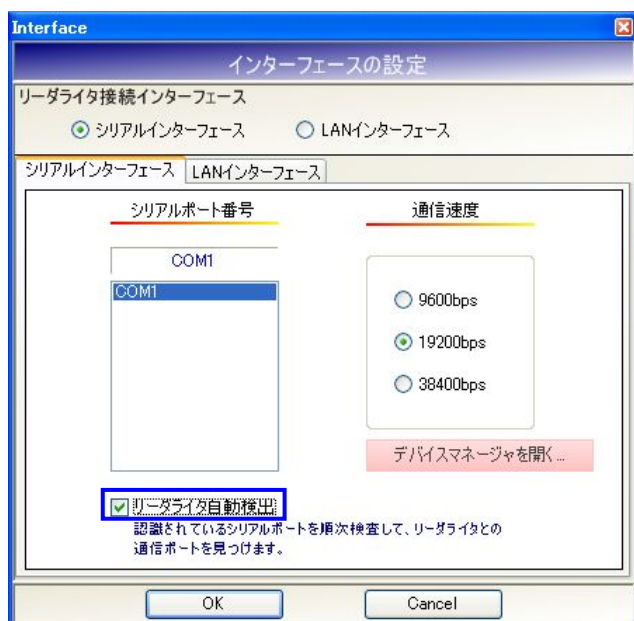 Interface
インターフェースの設定
リーダライタ接続インターフェース
シリアルインターフェース
LANインターフェース
シリアルインターフェース
LANインターフェース
シリアルポート番号
通信速度
COM1
COM1
9600bps
19200bps
38400bps
デバイスマネージャを開く...
リーダライタ自動検出
認識されているシリアルポートを順次検査して、リーダライタとの
通信ポートを見つけます。
OK
Cancel